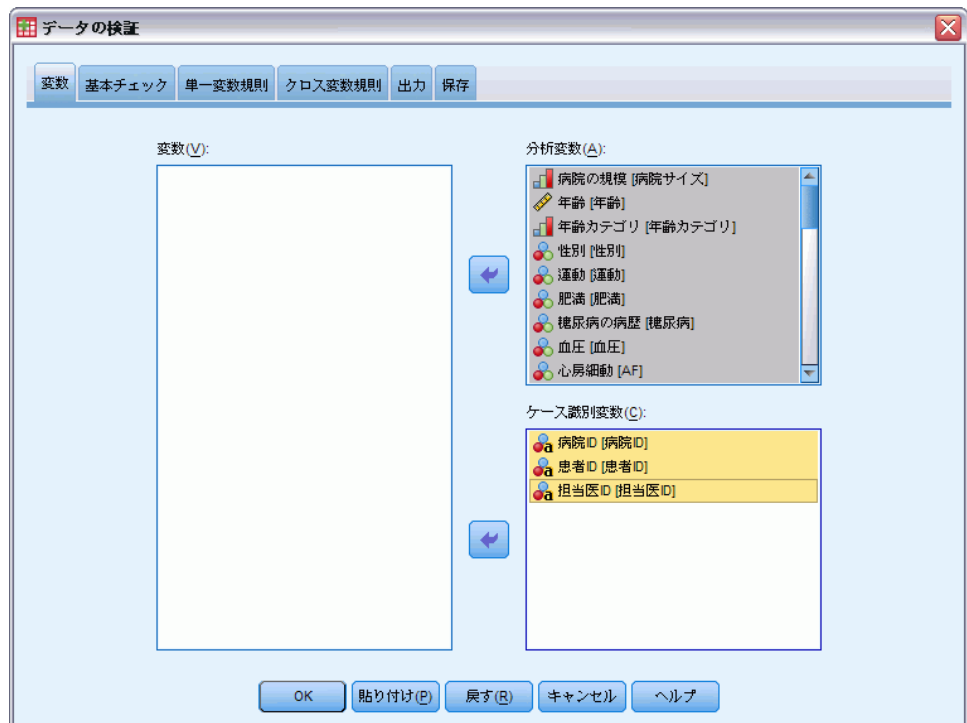 データの検証
変数 基本チェック 単一変数規則 クロス変数規則 出力 保存
変数(V):
分析変数(A):
病院の規模 [病院サイズ]
年齢 [年齢]
年齢カテゴリ [年齢カテゴリ]
性別 [性別]
運動 [運動]
肥満 [肥満]
糖尿病の病歴 [糖尿病]
血圧 [血圧]
心房細動 [AF]
ケース識別変数(C):
病院ID [病院ID]
患者ID [患者ID]
担当医ID [担当医ID]
OK 貼り付け(P) 戻す(R) キャンセル ヘルプ